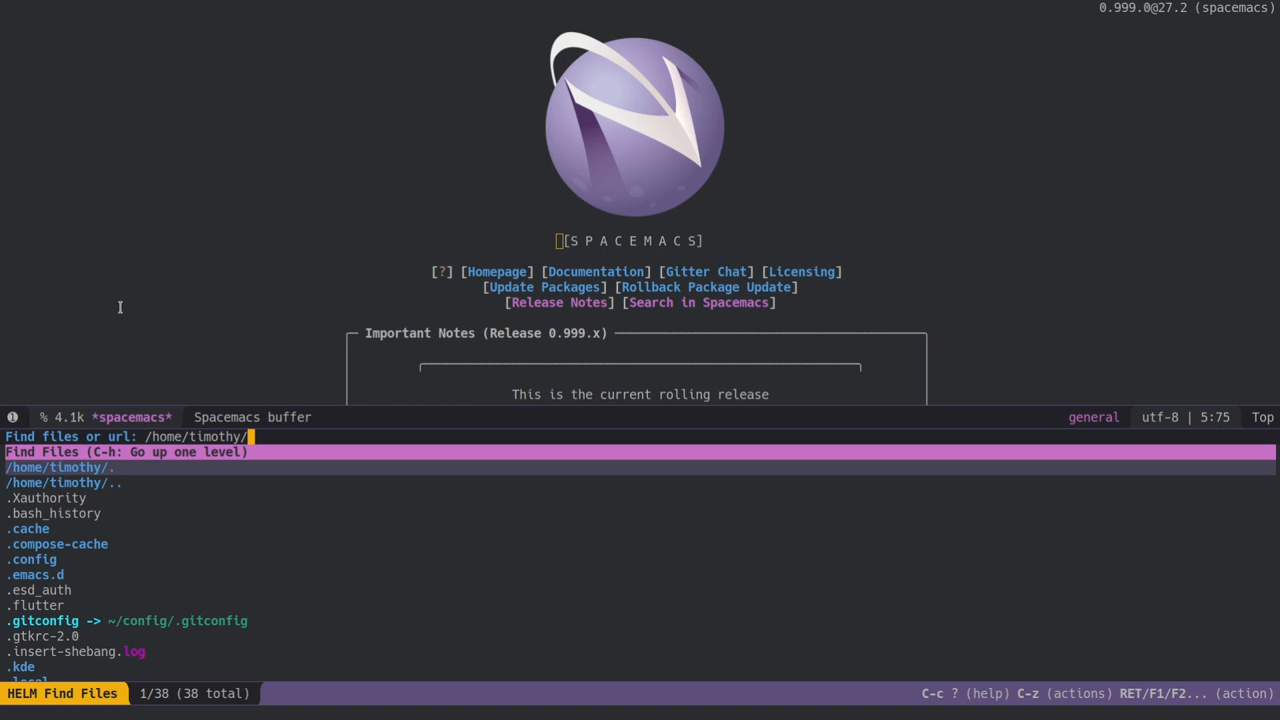 0.999.0@27.2 (spacemacs)
[S P A C E M A C S]
[?] [Homepage] [Documentation] [Gitter Chat] [Licensing]
[Update Packages] [Rollback Package Update]
[Release Notes] [Search in Spacemacs]
Important Notes (Release 0.999.x)
This is the current rolling release
1 % 4.1k *spacemacs* Spacemacs buffer general utf-8 | 5:75 Top
Find files or url: /home/timothy/
Find Files (C-h: Go up one level)
/home/timothy/.
/home/timothy/..
.Xauthority
.bash_history
.cache
.compose-cache
.config
.emacs.d
.esd_auth
.flutter
.gitconfig -> ~/config/.gitconfig
.gtkrc-2.0
.insert-shebang.log
.kde
HELM Find Files 1/38 (38 total) C-c ? (help) C-z (actions) RET/F1/F2... (action)